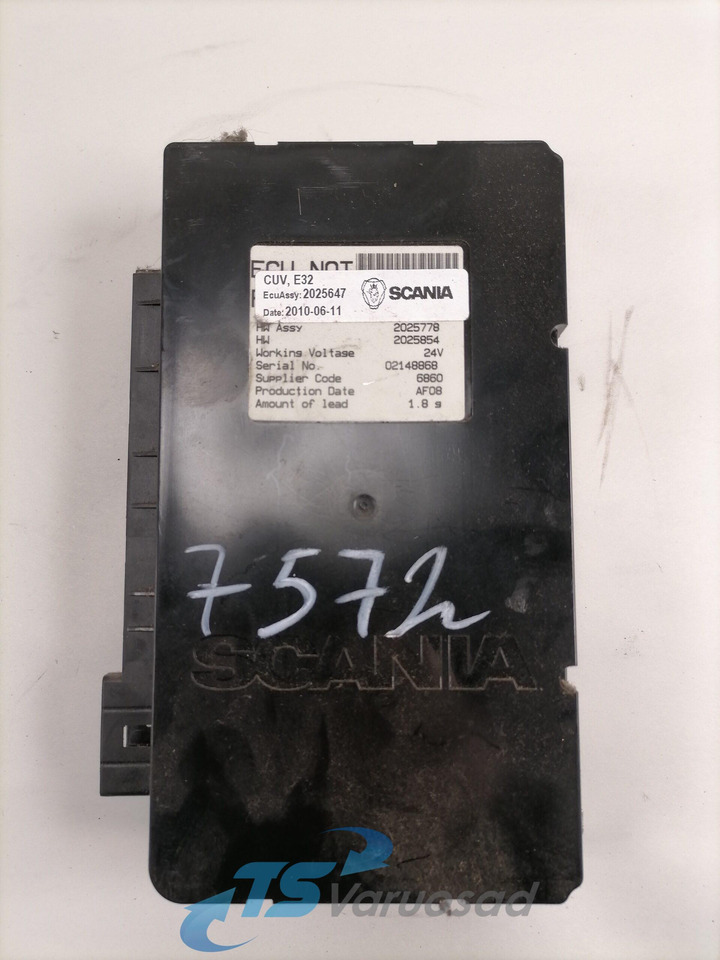 ECU NOT
CUV, E32
EcuAssy: 2025647
Date: 2010-06-11
SCANIA
HW Assy 2025778
HW 2025854
Working Voltage 24V
Serial No. 02148868
Supplier Code 6860
Production Date AF08
Amount of lead 1.8 g
7572
SCANIA
TS Varuosad